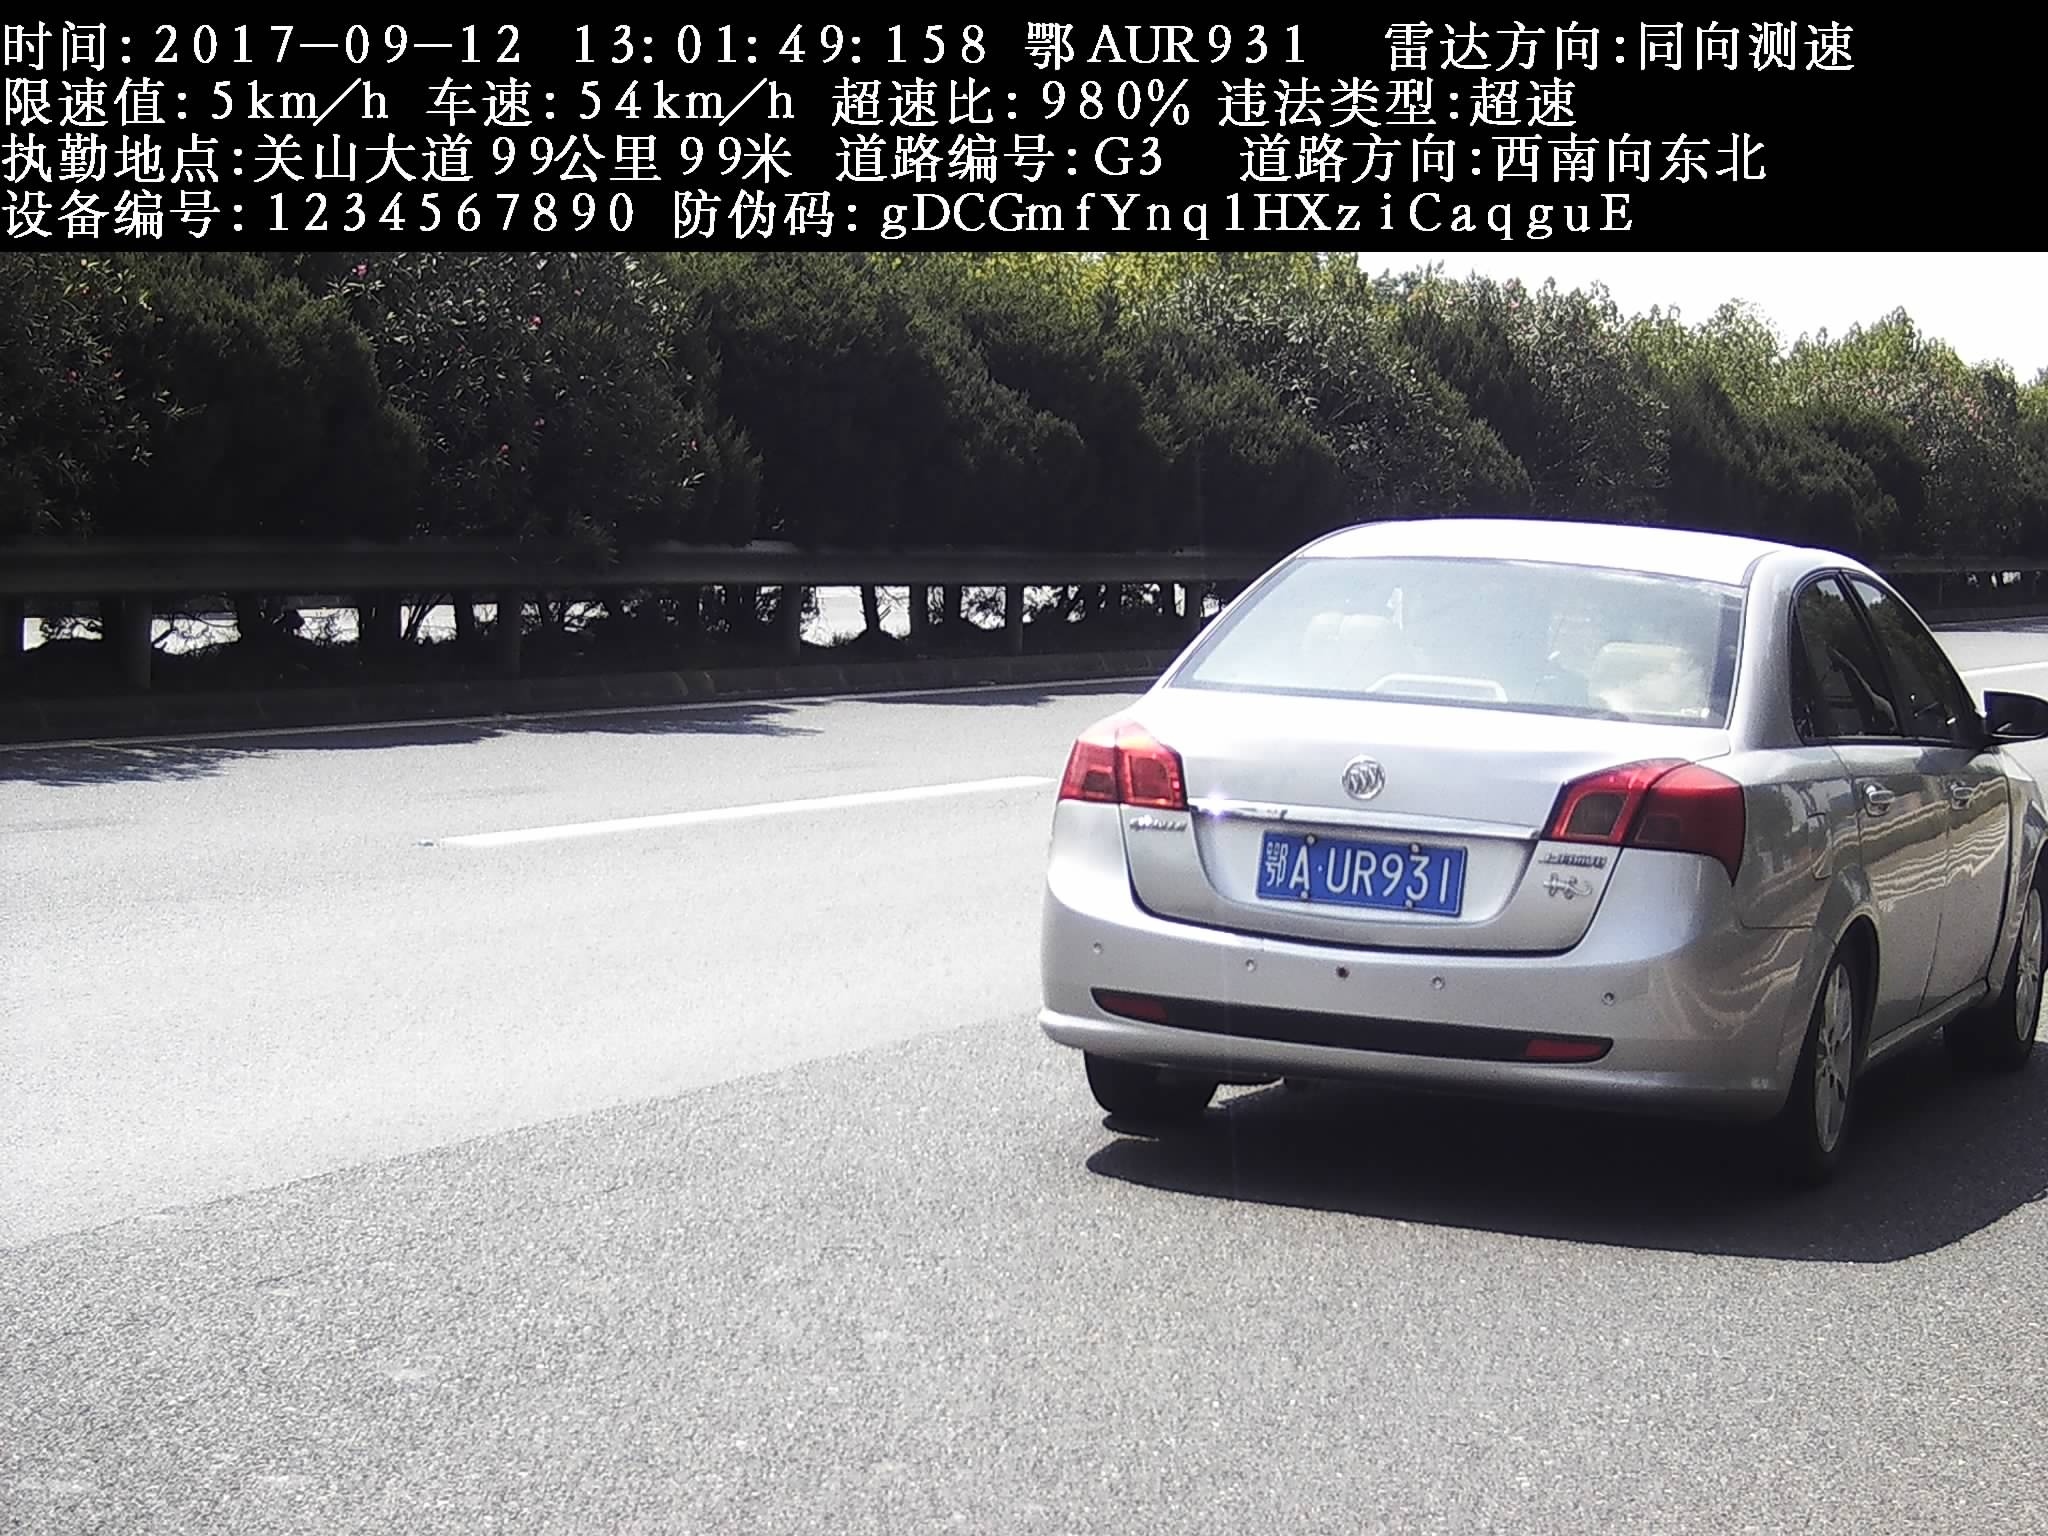 时间:2017-09-12 13:01:49:158 鄂AUR931 雷达方向:同向测速
限速值:5km/h 车速:54km/h 超速比:980% 违法类型:超速
执勤地点:关山大道99公里99米 道路编号:G3 道路方向:西南向东北
设备编号:1234567890 防伪码:gDCGmfYnq1HXziCaqguE
鄂A·UR931